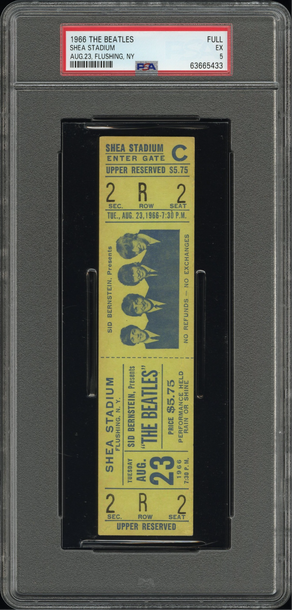 1966 THE BEATLES FULL
SHEA STADIUM EX
AUG.23, FLUSHING, NY 5
PSA 63665433
SHEA STADIUM
ENTER GATE C
UPPER RESERVED $5.75
2 R 2
SEC. ROW SEAT
TUE., AUG. 23, 1966-7:30 P.M.
SID BERNSTEIN, Presents
NO REFUNDS - NO EXCHANGES
SHEA STADIUM
FLUSHING, N.Y.
SID BERNSTEIN, Presents
"THE BEATLES"
TUESDAY
AUG.
23
1966
7:30 P.M.
PRICE $5.75
PERFORMANCE HELD
RAIN OR SHINE
SEC. ROW SEAT
2 R 2
UPPER RESERVED